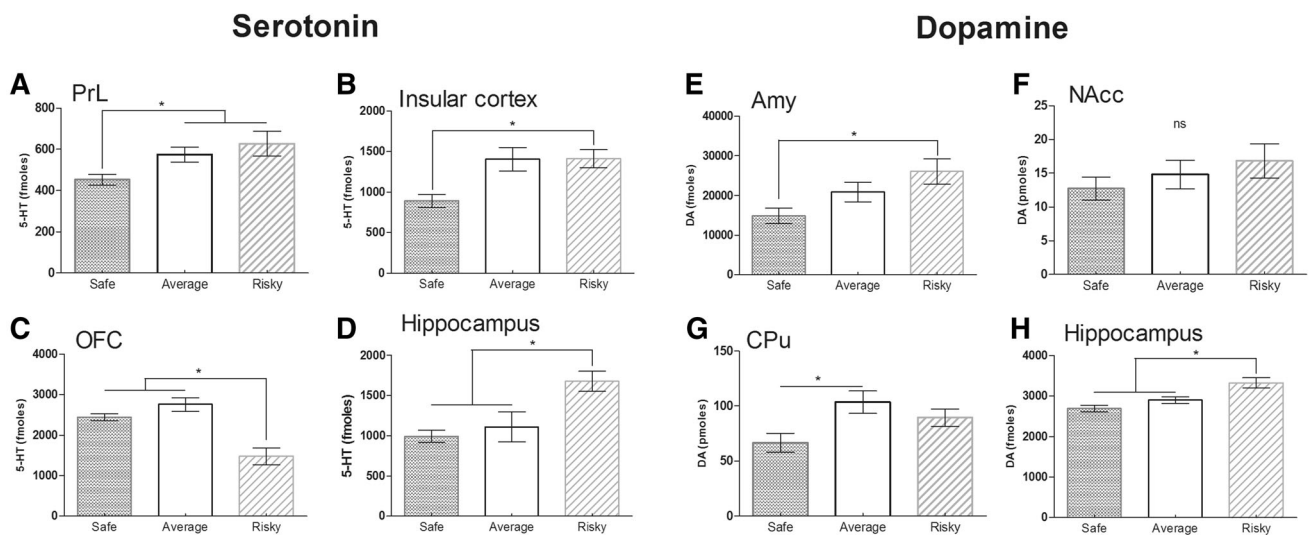 Serotonin
Dopamine
A
PrL
*
800
600
400
200
0
5-HT (fmoles)
Safe
Average
Risky
B
Insular cortex
*
2000
1500
1000
500
0
5-HT (fmoles)
Safe
Average
Risky
E
Amy
*
40000
30000
20000
10000
0
DA (fmoles)
Safe
Average
Risky
F
NAcc
ns
25
20
15
10
5
0
DA (pmoles)
Safe
Average
Risky
C
OFC
*
4000
3000
2000
1000
0
5-HT (fmoles)
Safe
Average
Risky
D
Hippocampus
*
2000
1500
1000
500
0
5-HT (fmoles)
Safe
Average
Risky
G
CPu
*
150
100
50
0
DA (pmoles)
Safe
Average
Risky
H
Hippocampus
*
4000
3000
2000
1000
0
DA (fmoles)
Safe
Average
Risky